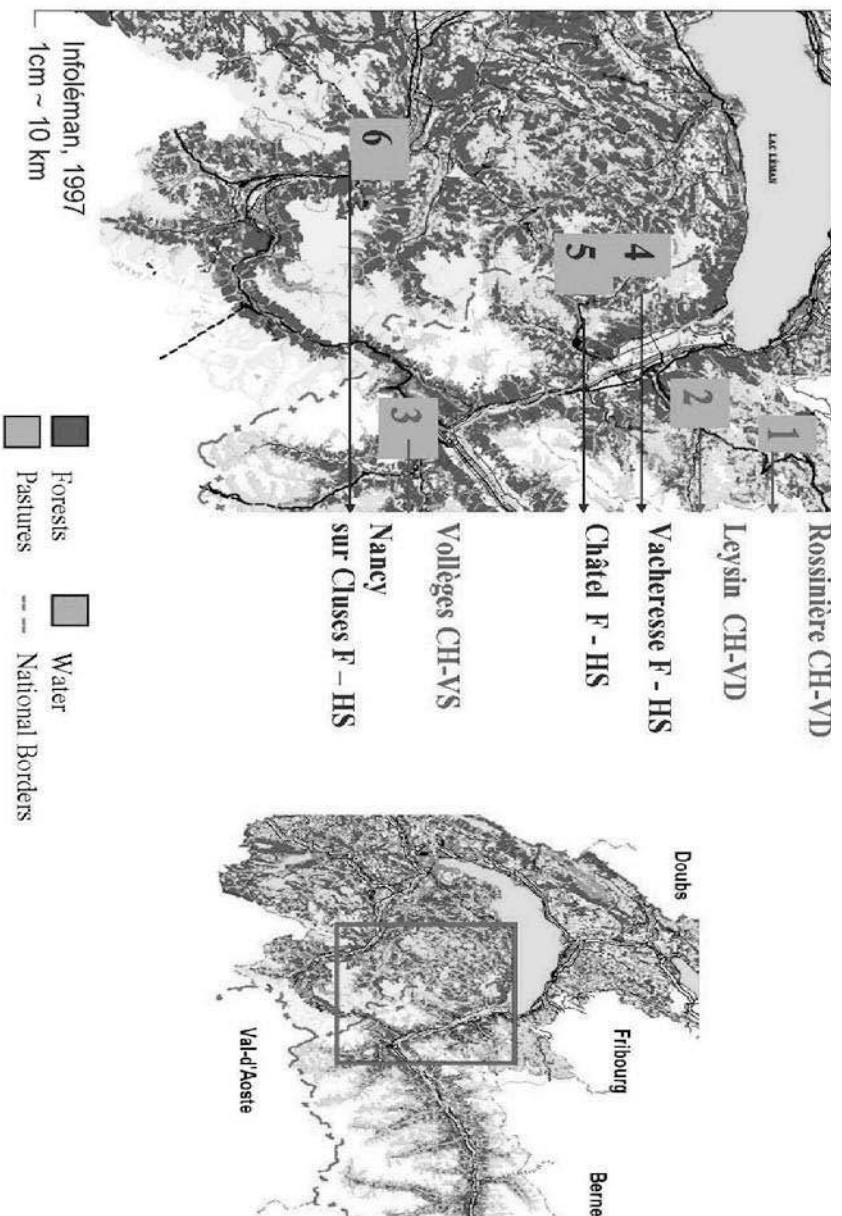 LAC LÉMAN
1
2
3
4
5
6
Rossinière CH-VD
Leysin CH-VD
Vacheresse F - HS
Châtel F - HS
Vollèges CH-VS
Nancy
sur Cluses F – HS
Infoléman, 1997
1cm ~ 10 km
Forests
Pastures
Water
National Borders
Doubs
Fribourg
Berne
Val-d'Aoste